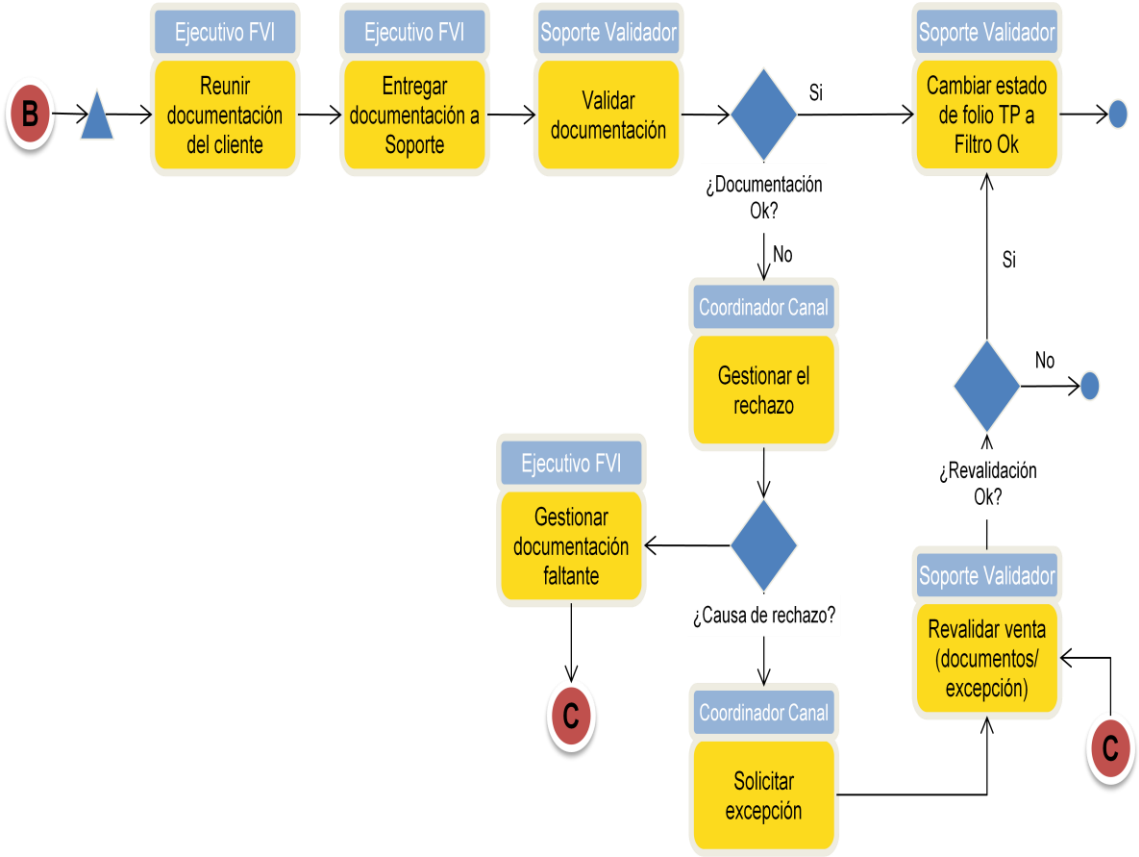 B
Ejecutivo FVI
Reunir
documentación
del cliente
Ejecutivo FVI
Entregar
documentación a
Soporte
Soporte Validador
Validar
documentación
Si
¿Documentación
Ok?
Soporte Validador
Cambiar estado
de folio TP a
Filtro Ok
No
Coordinador Canal
Gestionar el
rechazo
¿Causa de rechazo?
Ejecutivo FVI
Gestionar
documentación
faltante
C
Coordinador Canal
Solicitar
excepción
Si
No
¿Revalidación
Ok?
Soporte Validador
Revalidar venta
(documentos/
excepción)
C